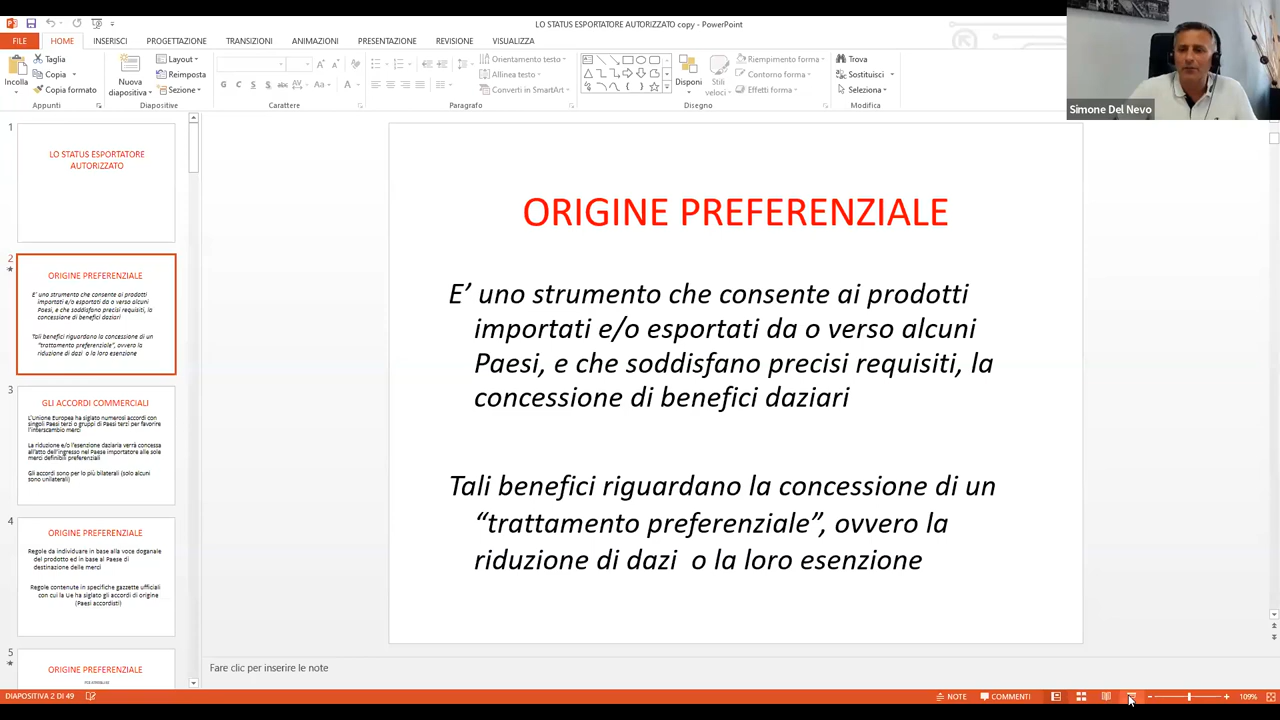 LO STATUS ESPORTATORE AUTORIZZATO copy - PowerPoint
FILE
HOME
INSERISCI
PROGETTAZIONE
TRANSIZIONI
ANIMAZIONI
PRESENTAZIONE
REVISIONE
VISUALIZZA
Incolla
Taglia
Copia
Copia formato
Appunti
Nuova
diapositiva
Layout
Reimposta
Sezione
Diapositive
Carattere
Orientamento testo
Allinea testo
Converti in SmartArt
Paragrafo
Disponi
Stili
veloci
Riempimento forma
Contorno forma
Effetti forma
Disegno
Trova
Sostituisci
Seleziona
Modifica
Simone Del Nevo
1
LO STATUS ESPORTATORE
AUTORIZZATO
2
ORIGINE PREFERENZIALE
E' uno strumento che consente ai prodotti
importati e/o esportati da o verso alcuni
Paesi, e che soddisfano precisi requisiti, la
concessione di benefici daziari
Tali benefici riguardano la concessione di un
"trattamento preferenziale", ovvero la
riduzione di dazi o la loro esenzione
3
GLI ACCORDI COMMERCIALI
L'Unione Europea ha siglato numerosi accordi con
singoli Paesi terzi o gruppi di Paesi terzi per favorire
l'interscambio merci
La riduzione e/o l'esenzione daziaria verrà concessa
all'atto dell'ingresso nel Paese importatore alle sole
merci definibili preferenziali
Gli accordi sono per lo più bilaterali (solo alcuni
sono unilaterali)
4
ORIGINE PREFERENZIALE
Regole da individuare in base alla voce doganale
del prodotto ed in base al Paese di
destinazione delle merci
Regole contenute in specifiche gazzette ufficiali
con cui la Ue ha siglato gli accordi di origine
(Paesi accordisti)
5
ORIGINE PREFERENZIALE
ORIGINE PREFERENZIALE
E' uno strumento che consente ai prodotti
importati e/o esportati da o verso alcuni
Paesi, e che soddisfano precisi requisiti, la
concessione di benefici daziari
Tali benefici riguardano la concessione di un
“trattamento preferenziale”, ovvero la
riduzione di dazi o la loro esenzione
Fare clic per inserire le note
DIAPOSITIVA 2 DI 49
NOTE
COMMENTI
109%